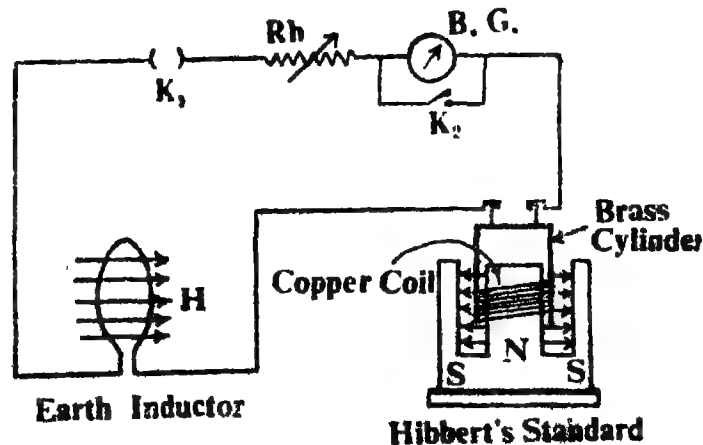 Rh
B. G.
K₁
K₂
Brass
Cylinder
Copper Coil
H
N
S
S
Earth Inductor
Hibbert's Standard